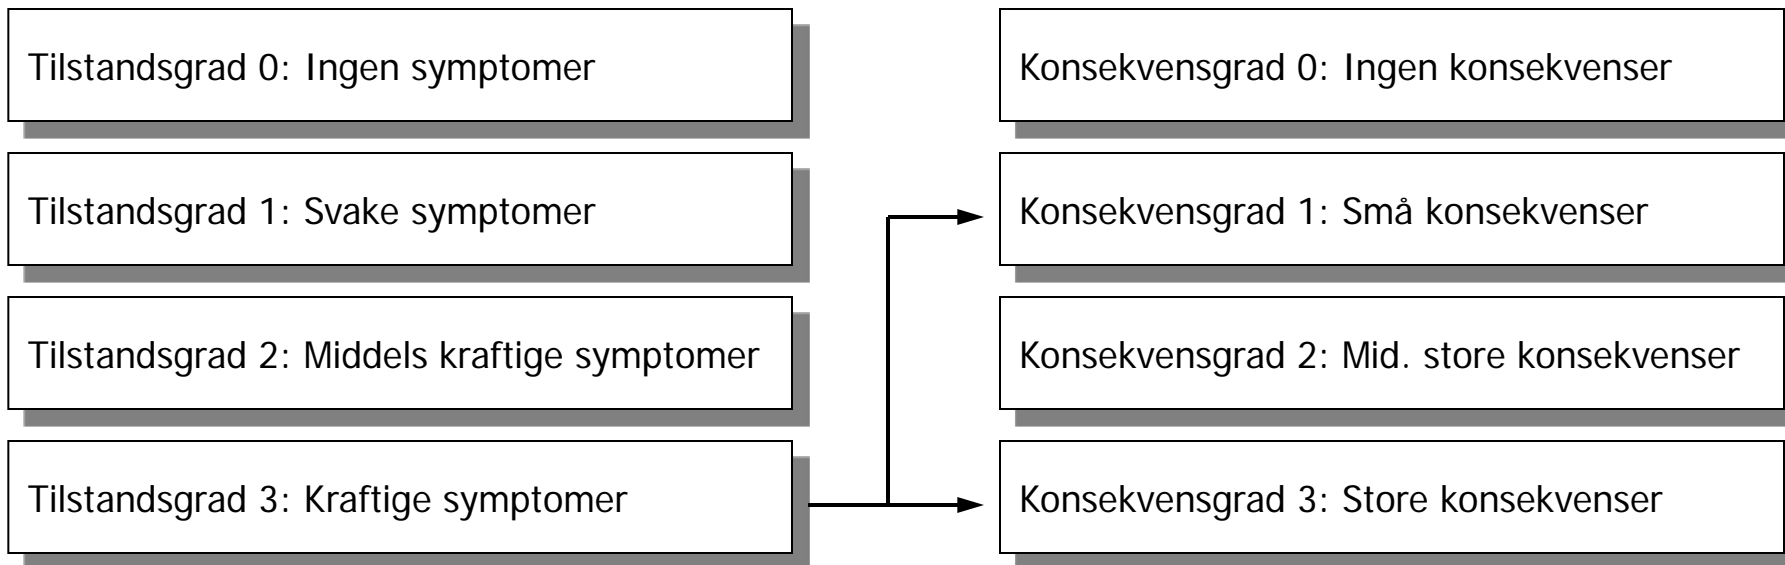 Tilstandsgrad 0: Ingen symptomer
Konsekvensgrad 0: Ingen konsekvenser
Tilstandsgrad 1: Svake symptomer
Konsekvensgrad 1: Små konsekvenser
Tilstandsgrad 2: Middels kraftige symptomer
Konsekvensgrad 2: Mid. store konsekvenser
Tilstandsgrad 3: Kraftige symptomer
Konsekvensgrad 3: Store konsekvenser